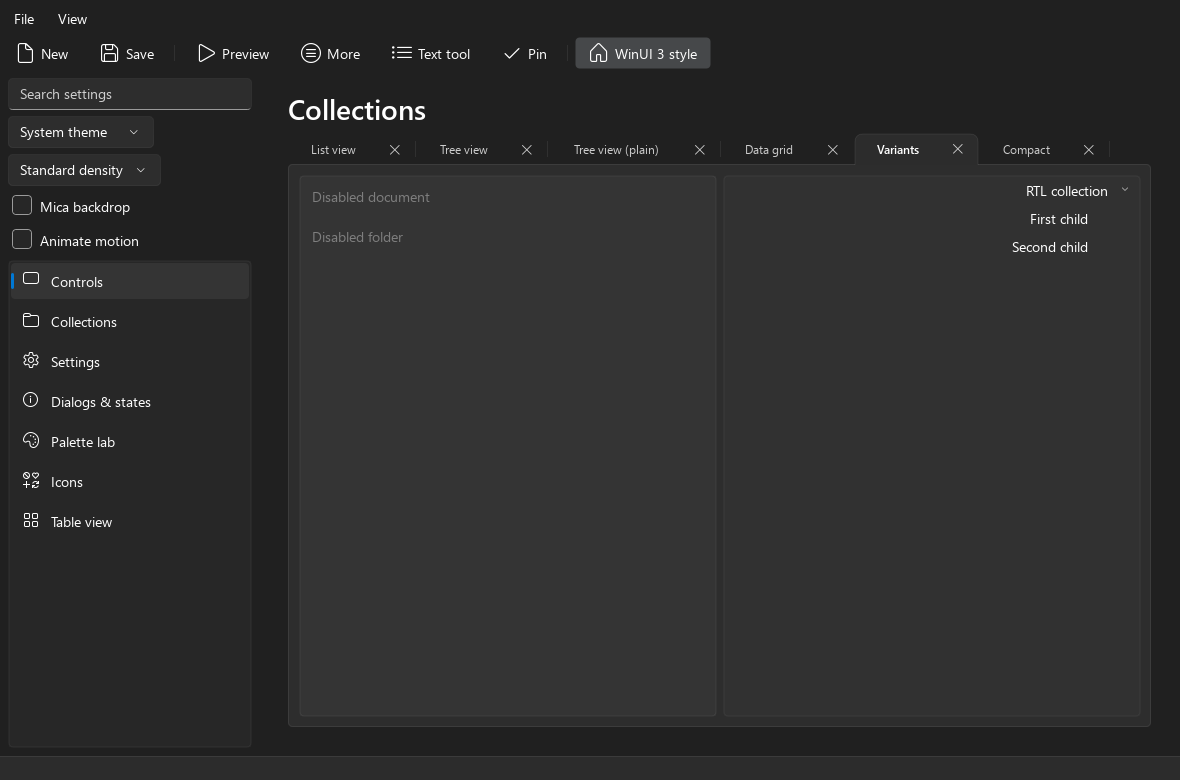 File View
New Save Preview More Text tool Pin WinUI 3 style
Search settings
System theme
Standard density
Mica backdrop
Animate motion
Controls
Collections
Settings
Dialogs & states
Palette lab
Icons
Table view
Collections
List view Tree view Tree view (plain) Data grid Variants Compact
Disabled document
Disabled folder
RTL collection
First child
Second child